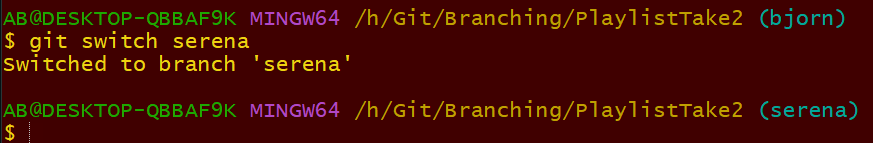 AB@DESKTOP-QBBAF9K MINGW64 /h/Git/Branching/PlaylistTake2 (bjorn)
$ git switch serena
Switched to branch 'serena'
AB@DESKTOP-QBBAF9K MINGW64 /h/Git/Branching/PlaylistTake2 (serena)
$